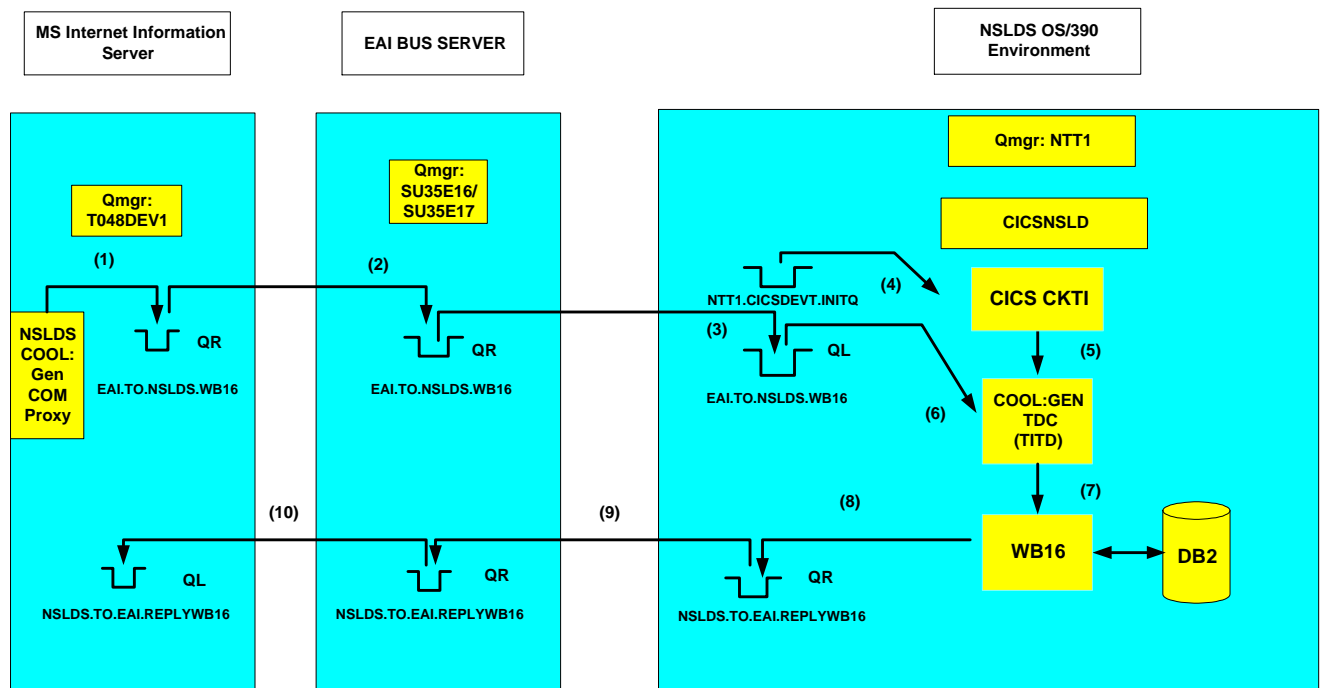 MS Internet Information
Server
EAI BUS SERVER
NSLDS OS/390
Environment
Qmgr: NTT1
Qmgr:
SU35E16/
SU35E17
Qmgr:
T048DEV1
CICSNSLD
(1)
(2)
(4)
NTT1.CICSDEVT.INITQ
CICS CKTI
NSLDS
COOL:
Gen
COM
Proxy
QR
QR
(3)
QL
(5)
EAI.TO.NSLDS.WB16
EAI.TO.NSLDS.WB16
EAI.TO.NSLDS.WB16
(6)
COOL:GEN
TDC
(TITD)
(7)
(10)
(9)
(8)
WB16
DB2
QL
QR
QR
NSLDS.TO.EAI.REPLYWB16
NSLDS.TO.EAI.REPLYWB16
NSLDS.TO.EAI.REPLYWB16